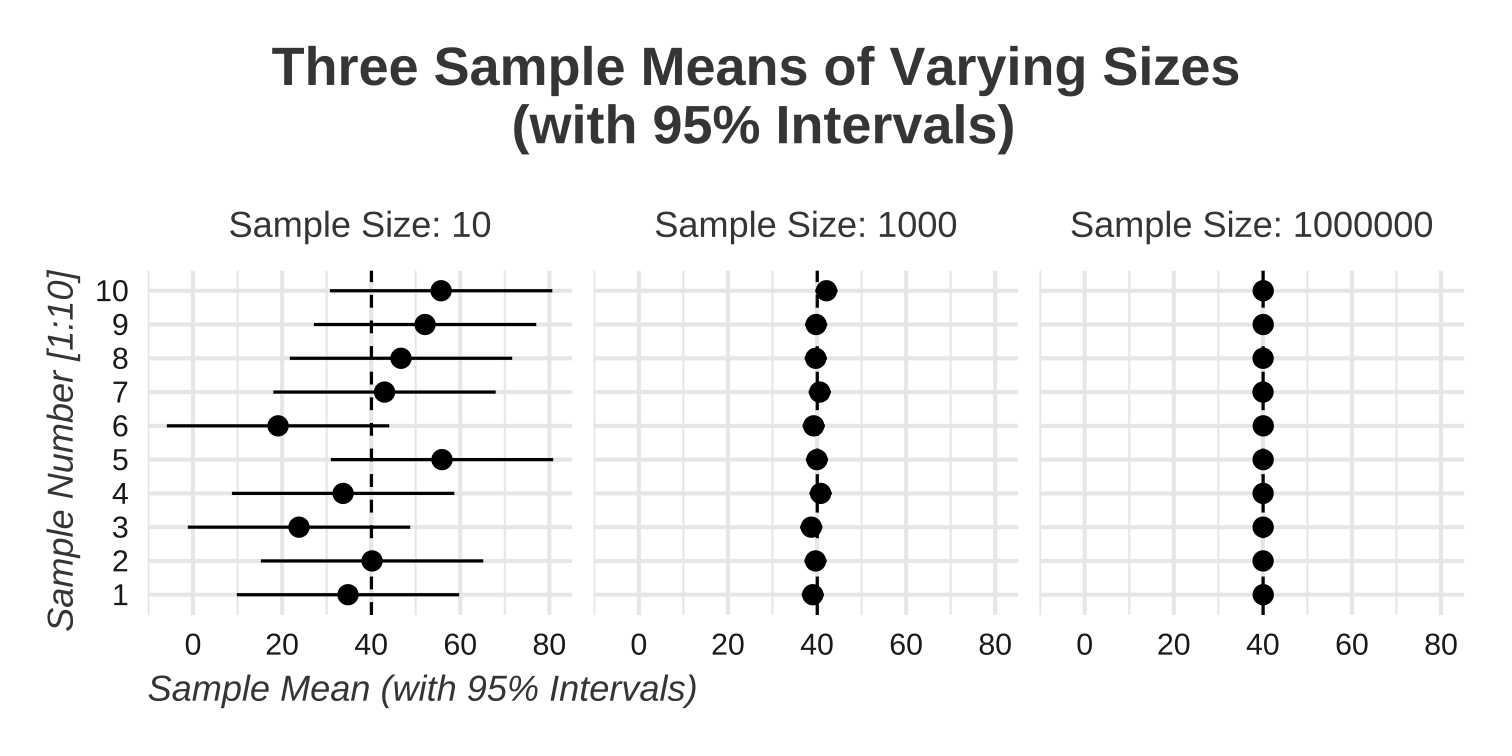 Three Sample Means of Varying Sizes
(with 95% Intervals)
Sample Size: 10
Sample Size: 1000
Sample Size: 1000000
Sample Number [1:10]
10
9
8
7
6
5
4
3
2
1
0 20 40 60 80
0 20 40 60 80
0 20 40 60 80
Sample Mean (with 95% Intervals)